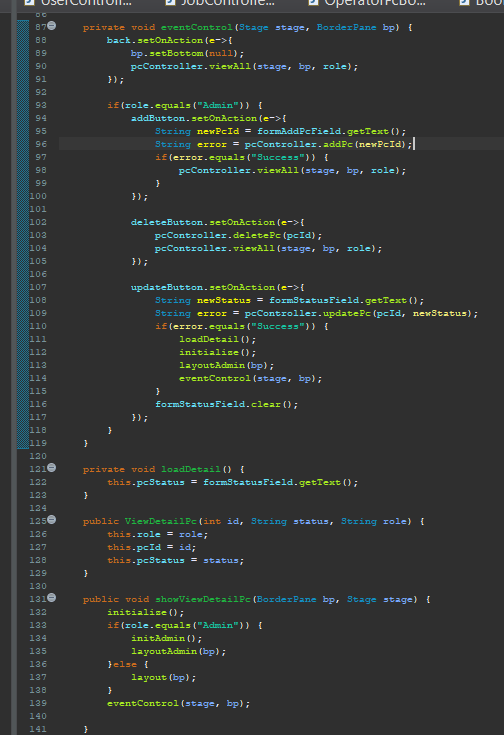 UserControll... JobControlle... OperatorPcBo... Boo
86
87 private void eventControl(Stage stage, BorderPane bp) {
88 back.setOnAction(e->{
89 bp.setBottom(null);
90 pcController.viewAll(stage, bp, role);
91 });
92
93 if(role.equals("Admin")) {
94 addButton.setOnAction(e->{
95 String newPcId = formAddPcField.getText();
96 String error = pcController.addPc(newPcId);
97 if(error.equals("Success")) {
98 pcController.viewAll(stage, bp, role);
99 }
100 });
101
102 deleteButton.setOnAction(e->{
103 pcController.deletePc(pcId);
104 pcController.viewAll(stage, bp, role);
105 });
106
107 updateButton.setOnAction(e->{
108 String newStatus = formStatusField.getText();
109 String error = pcController.updatePc(pcId, newStatus);
110 if(error.equals("Success")) {
111 loadDetail();
112 initialize();
113 layoutAdmin(bp);
114 eventControl(stage, bp);
115 }
116 formStatusField.clear();
117 });
118 }
119 }
120
121 private void loadDetail() {
122 this.pcStatus = formStatusField.getText();
123 }
124
125 public ViewDetailPc(int id, String status, String role) {
126 this.role = role;
127 this.pcId = id;
128 this.pcStatus = status;
129 }
130
131 public void showViewDetailPc(BorderPane bp, Stage stage) {
132 initialize();
133 if(role.equals("Admin")) {
134 initAdmin();
135 layoutAdmin(bp);
136 }else {
137 layout(bp);
138 }
139 eventControl(stage, bp);
140
141 }